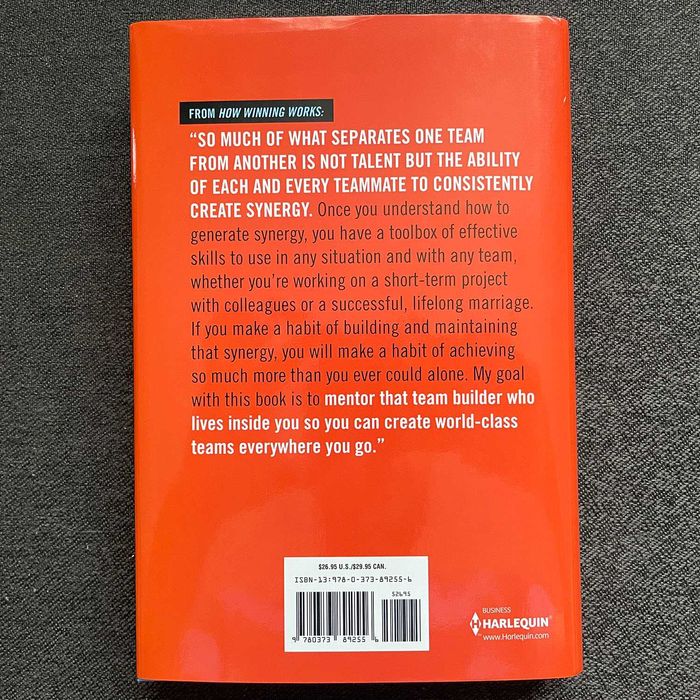 FROM HOW WINNING WORKS:
“SO MUCH OF WHAT SEPARATES ONE TEAM
FROM ANOTHER IS NOT TALENT BUT THE ABILITY
OF EACH AND EVERY TEAMMATE TO CONSISTENTLY
CREATE SYNERGY. Once you understand how to
generate synergy, you have a toolbox of effective
skills to use in any situation and with any team,
whether you're working on a short-term project
with colleagues or a successful, lifelong marriage.
If you make a habit of building and maintaining
that synergy, you will make a habit of achieving
so much more than you ever could alone. My goal
with this book is to mentor that team builder who
lives inside you so you can create world-class
teams everywhere you go.”
$26.95 U.S./$29.95 CAN.
ISBN-13:978-0-373-89255-6
52695
9 780373 892556
BUSINESS
HARLEQUIN®
www.Harlequin.com